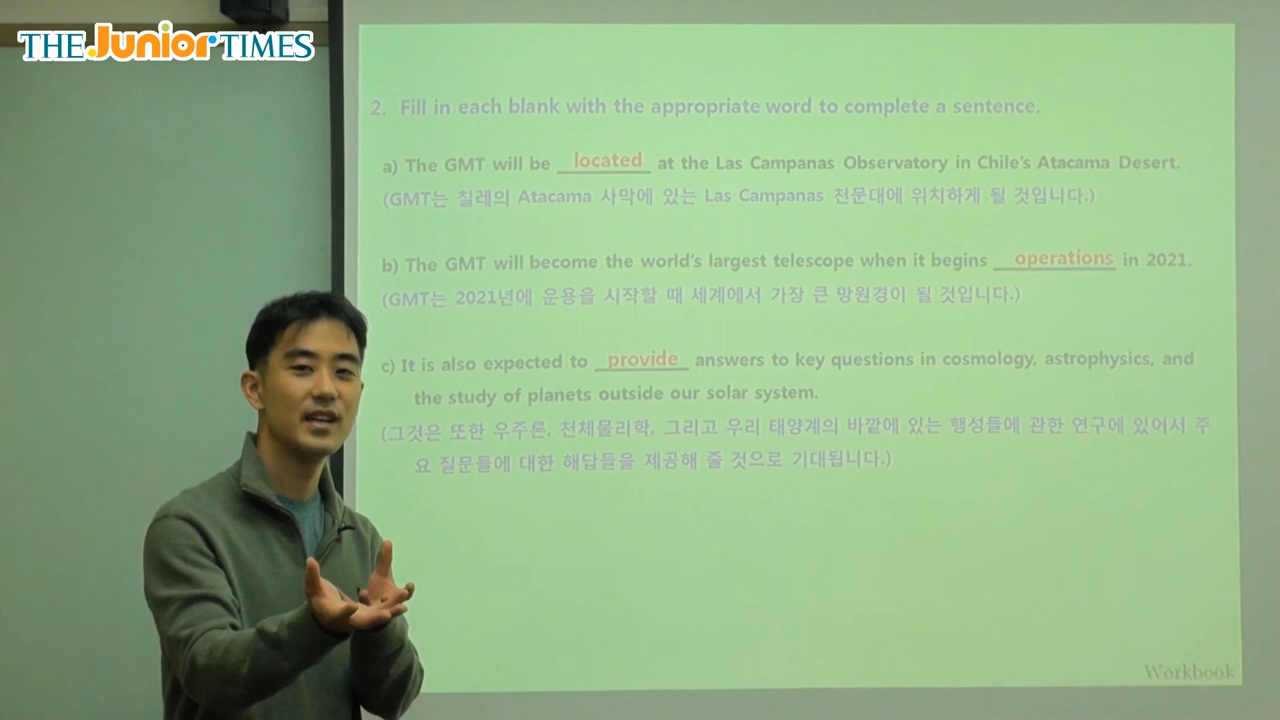 THE Junior TIMES
2. Fill in each blank with the appropriate word to complete a sentence.
a) The GMT will be located at the Las Campanas Observatory in Chile's Atacama Desert.
(GMT는 칠레의 Atacama 사막에 있는 Las Campanas 천문대에 위치하게 될 것입니다.)
b) The GMT will become the world's largest telescope when it begins operations in 2021.
(GMT는 2021년에 운용을 시작할 때 세계에서 가장 큰 망원경이 될 것입니다.)
c) It is also expected to provide answers to key questions in cosmology. astrophysics, and
the study of planets outside our solar system.
(그것은 또한 우주론, 천체물리학, 그리고 우리 태양계의 바깥에 있는 행성들에 관한 연구에 있어서 주
요 질문들에 대한 해답들을 제공해 줄 것으로 기대됩니다.)
Workbook